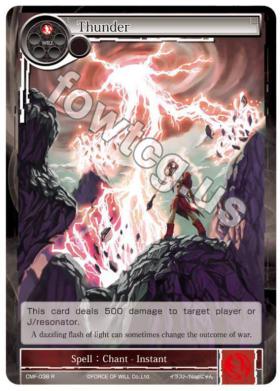 WILL
Thunder
fowtcg.us
This card deals 500 damage to target player or
J/resonator.
A dazzling flash of light can sometimes change the outcome of war.
Spell : Chant - Instant
CMF-038 R
©FORCE OF WILL Co.,Ltd.